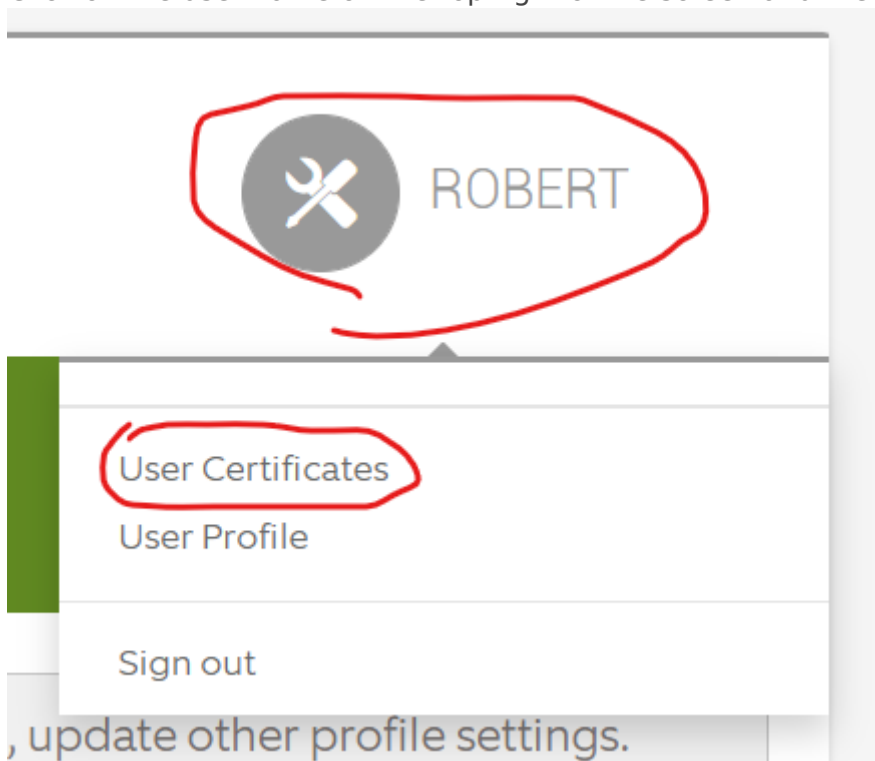 ROBERT
User Certificates
User Profile
Sign out
, update other profile settings.